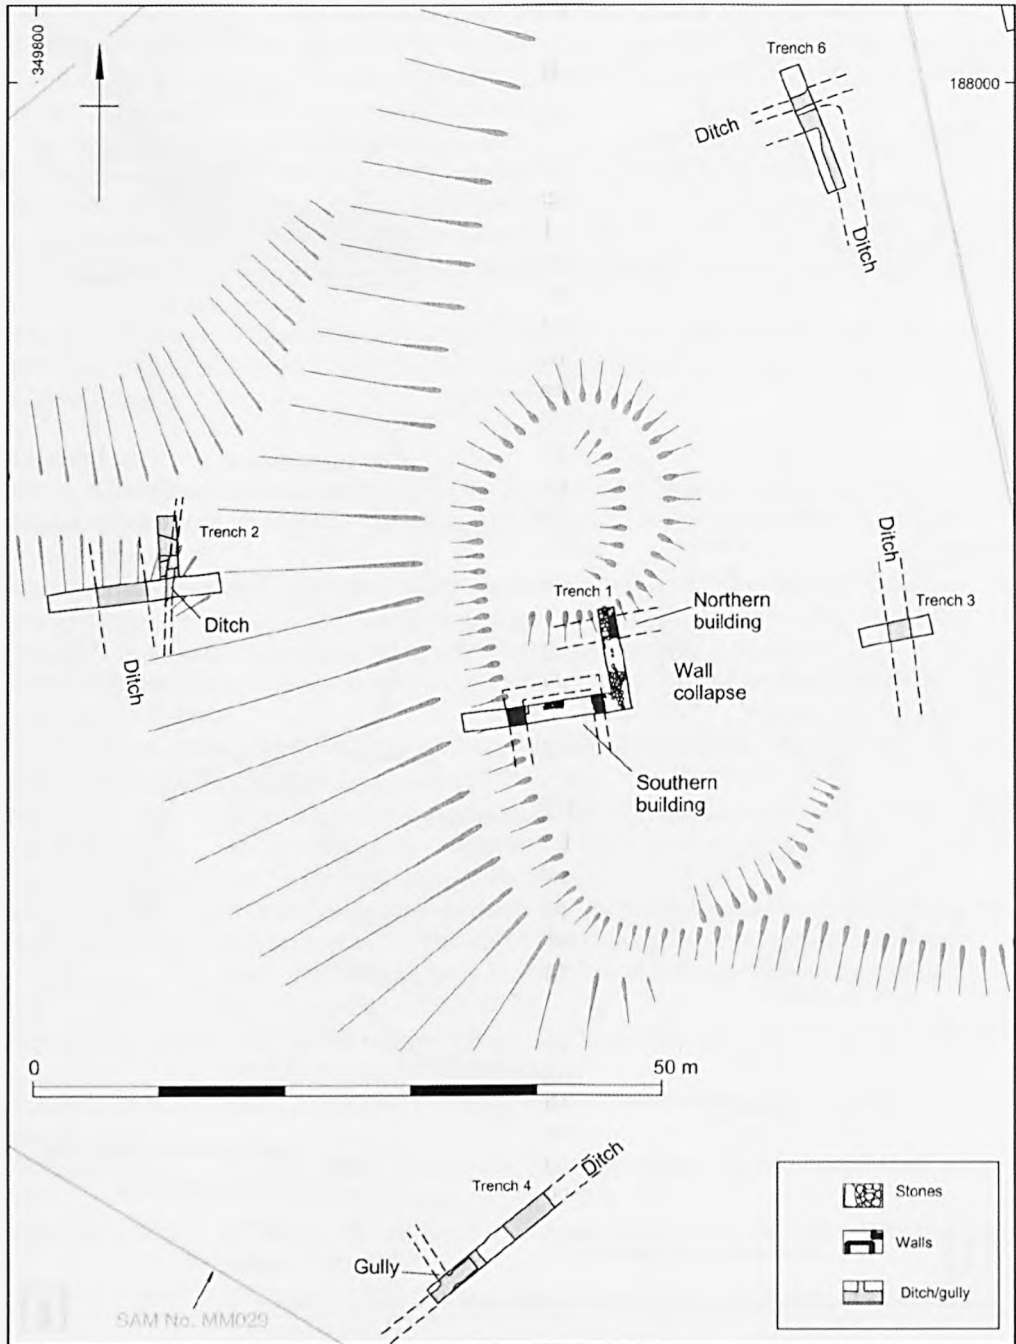 349800
Trench 6
188000
Ditch
Ditch
Trench 2
Ditch
Ditch
Trench 1
Northern
building
Wall
collapse
Ditch
Trench 3
Southern
building
0
50 m
Trench 4
Ditch
Gully
SAM No. MM029
Stones
Walls
Ditch/gully